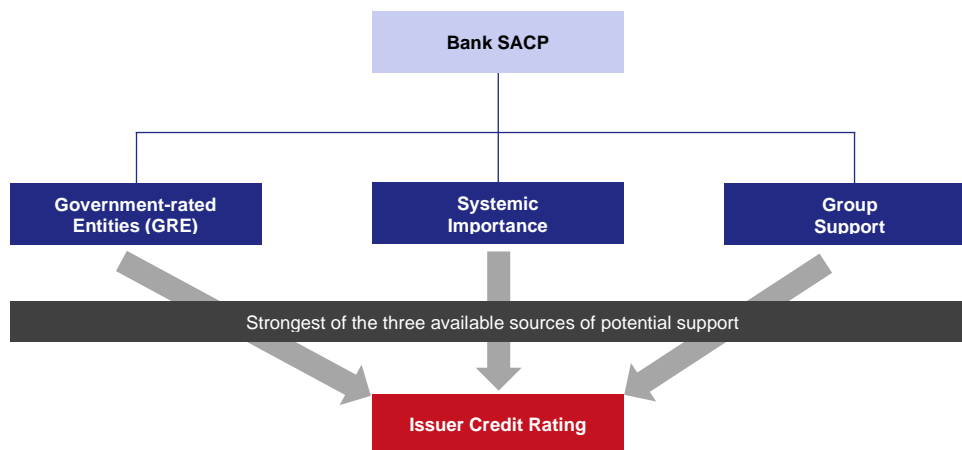 Bank SACP
Government-rated
Entities (GRE)
Systemic
Importance
Group
Support
Strongest of the three available sources of potential support
Issuer Credit Rating